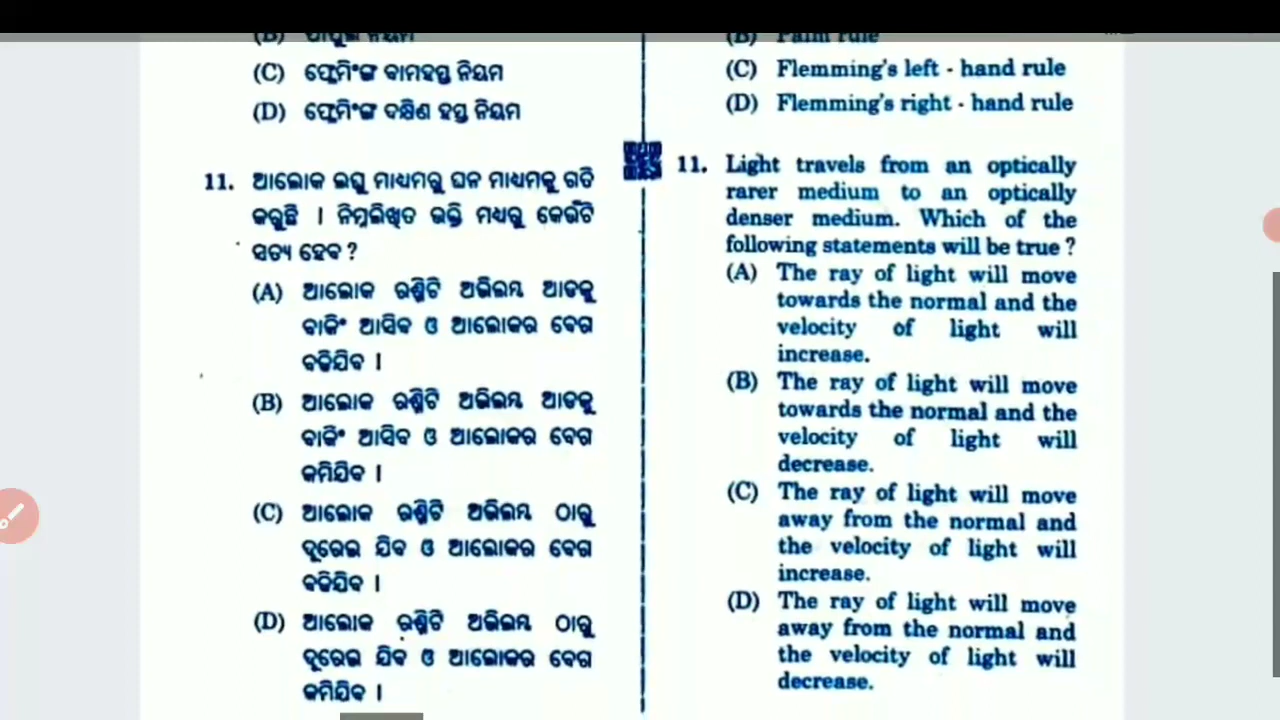 (C) ଫ୍ଲେମିଂଙ୍କ ବାମହସ୍ତ ନିୟମ
(D) ଫ୍ଲେମିଂଙ୍କ ଦକ୍ଷିଣ ହସ୍ତ ନିୟମ
11. ଆଲୋକ ଲଘୁ ମାଧ୍ୟମରୁ ଘନ ମାଧ୍ୟମକୁ ଗତି
କରୁଛି । ନିମ୍ନଲିଖିତ ଉକ୍ତି ମଧ୍ୟରୁ କେଉଁଟି
ସତ୍ୟ ହେବ ?
(A) ଆଲୋକ ରଶ୍ମିଟି ଅଭିଲମ୍ବ ଆଡକୁ
ବାଙ୍କି ଆସିବ ଓ ଆଲୋକର ବେଗ
ବଢ଼ିଯିବ ।
(B) ଆଲୋକ ରଶ୍ମିଟି ଅଭିଲମ୍ବ ଆଡକୁ
ବାଙ୍କି ଆସିବ ଓ ଆଲୋକର ବେଗ
କମିଯିବ ।
(C) ଆଲୋକ ରଶ୍ମିଟି ଅଭିଲମ୍ବ ଠାରୁ
ଦୂରେଇ ଯିବ ଓ ଆଲୋକର ବେଗ
ବଢ଼ିଯିବ ।
(D) ଆଲୋକ ରଶ୍ମିଟି ଅଭିଲମ୍ବ ଠାରୁ
ଦୂରେଇ ଯିବ ଓ ଆଲୋକର ବେଗ
କମିଯିବ ।
(B) Palm rule
(C) Flemming's left - hand rule
(D) Flemming's right - hand rule
11. Light travels from an optically
rarer medium to an optically
denser medium. Which of the
following statements will be true ?
(A) The ray of light will move
towards the normal and the
velocity of light will
increase.
(B) The ray of light will move
towards the normal and the
velocity of light will
decrease.
(C) The ray of light will move
away from the normal and
the velocity of light will
increase.
(D) The ray of light will move
away from the normal and
the velocity of light will
decrease.